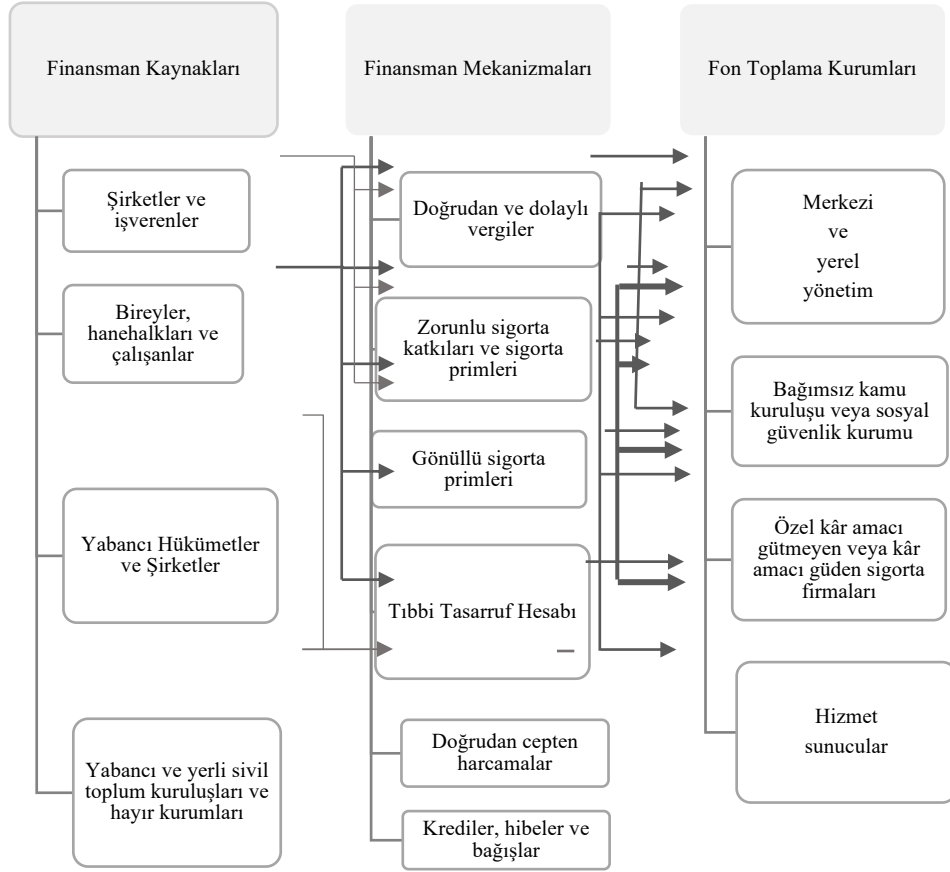 Finansman Kaynakları
Şirketler ve
işverenler
Bireyler,
hanehalkları ve
çalışanlar
Yabancı Hükümetler
ve Şirketler
Yabancı ve yerli sivil
toplum kuruluşları ve
hayır kurumları
Finansman Mekanizmaları
Doğrudan ve dolaylı
vergiler
Zorunlu sigorta
katkıları ve sigorta
primleri
Gönüllü sigorta
primleri
Tıbbi Tasarruf Hesabı
Doğrudan cepten
harcamalar
Krediler, hibeler ve
bağışlar
Fon Toplama Kurumları
Merkezi
ve
yerel
yönetim
Bağımsız kamu
kuruluşu veya sosyal
güvenlik kurumu
Özel kâr amacı
gütmeyen veya kâr
amacı güden sigorta
firmaları
Hizmet
sunucular